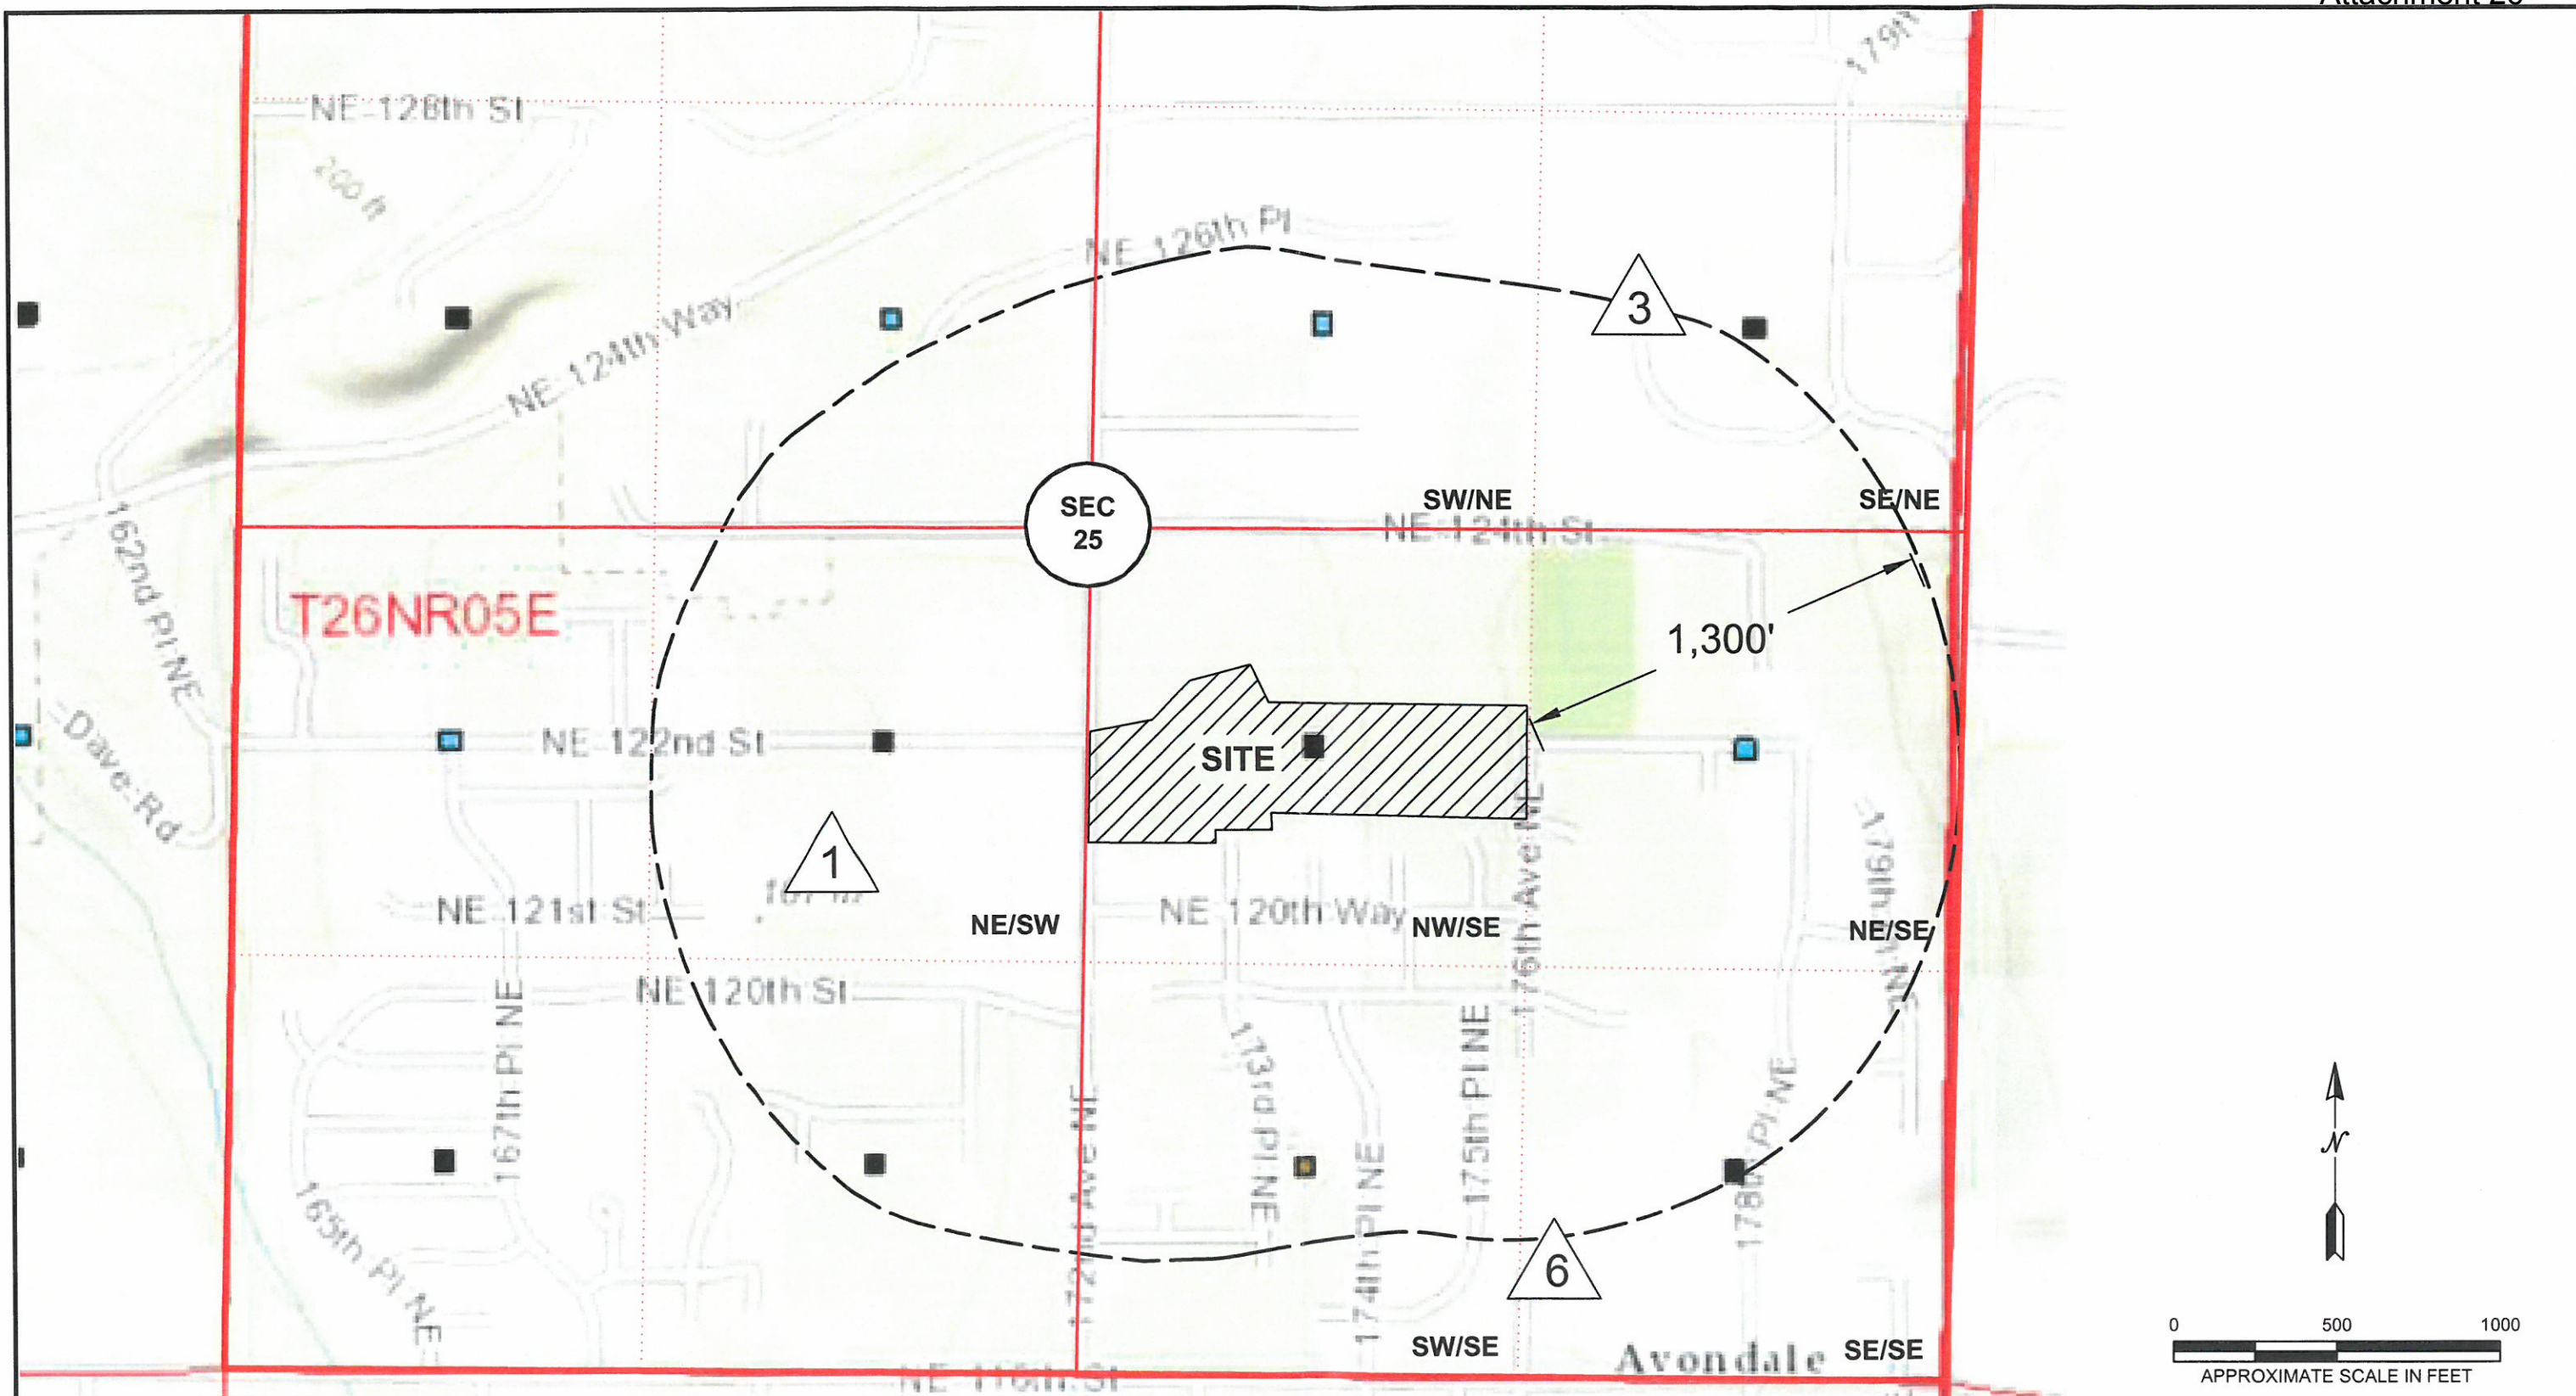 NE 128th St
179th
200 ft
NE 126th Pl
3
NE 124th Way
SW/NE
SE/NE
SEC
25
NE 124th St
162nd Pl NE
T26NR05E
1,300'
Dave Rd
NE 122nd St
SITE
1
NE 121st St
NE/SW
NE 120th Way
NW/SE
176th Ave NE
NE/SE
179th
NE 120th St
167th Pl NE
172nd Ave NE
173rd Pl NE
174th Pl NE
175th Pl NE
178th Pl NE
165th Pl NE
6
N
SW/SE
Avondale
SE/SE
NE 116th St
0 500 1000
APPROXIMATE SCALE IN FEET